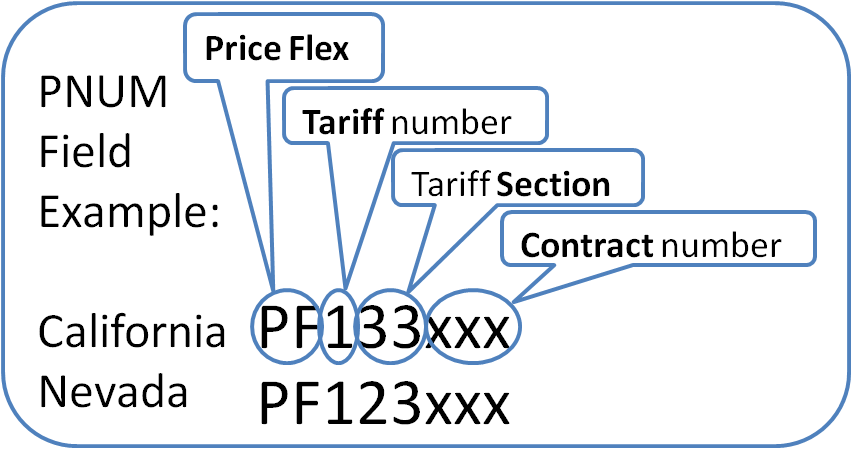 Price Flex
PNUM
Field
Example:
Tariff number
Tariff Section
Contract number
California PF133xxx
Nevada PF123xxx